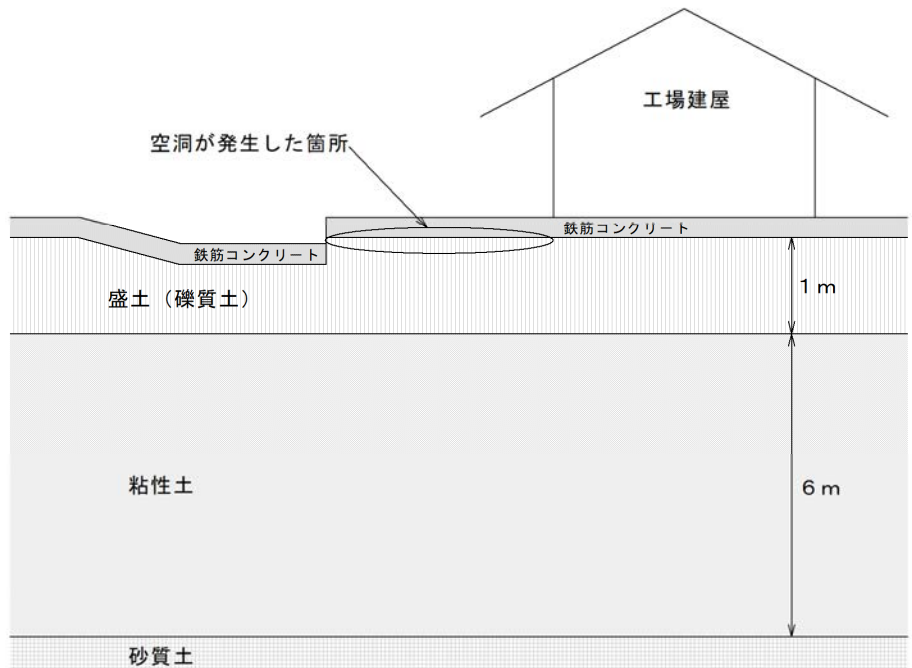 工場建屋
空洞が発生した箇所
鉄筋コンクリート
鉄筋コンクリート
盛土（礫質土）
１ｍ
粘性土
６ｍ
砂質土